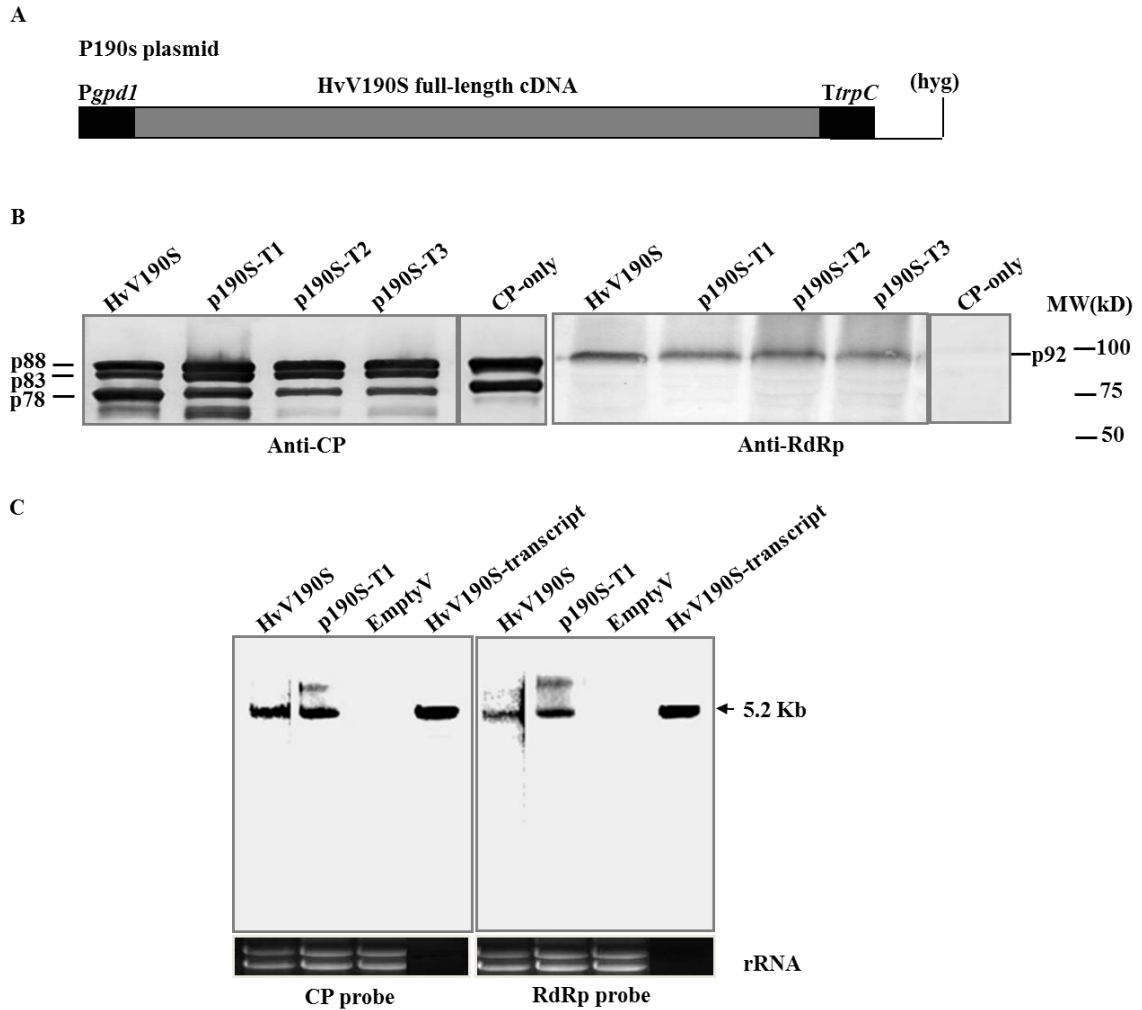 A
P190s plasmid
Pgpd1 HvV190S full-length cDNA TtrpC (hyg)
B
HvV190S p190S-T1 p190S-T2 p190S-T3 CP-only HvV190S p190S-T1 p190S-T2 p190S-T3 CP-only MW(kD)
p88
p83
p78
p92
100
75
50
Anti-CP Anti-RdRp
C
HvV190S p190S-T1 EmptyV HvV190S-transcript HvV190S p190S-T1 EmptyV HvV190S-transcript
5.2 Kb
rRNA
CP probe RdRp probe